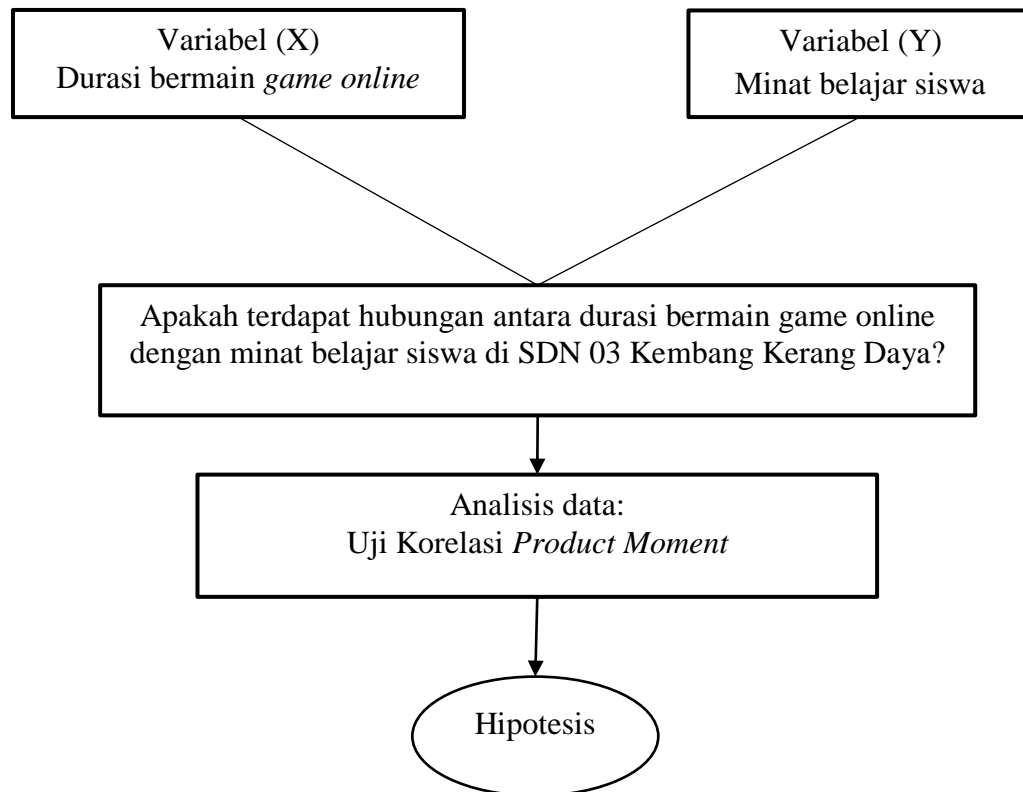 Variabel (X)
Durasi bermain game online
Variabel (Y)
Minat belajar siswa
Apakah terdapat hubungan antara durasi bermain game online
dengan minat belajar siswa di SDN 03 Kembang Kerang Daya?
Analisis data:
Uji Korelasi Product Moment
Hipotesis